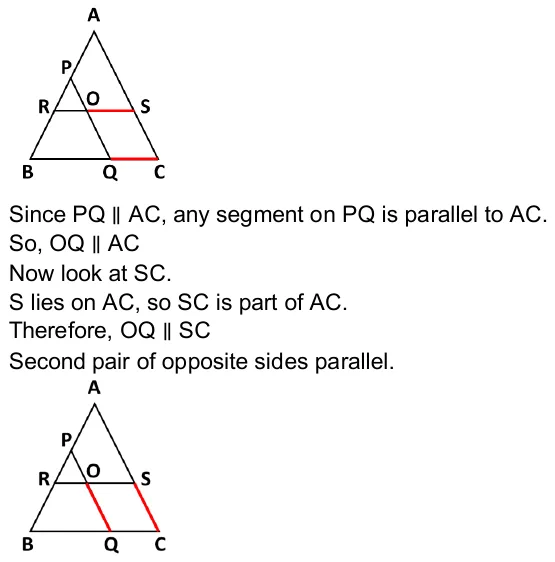 A
P
R O S
B Q C
Since PQ ∥ AC, any segment on PQ is parallel to AC.
So, OQ ∥ AC
Now look at SC.
S lies on AC, so SC is part of AC.
Therefore, OQ ∥ SC
Second pair of opposite sides parallel.
A
P
R O S
B Q C